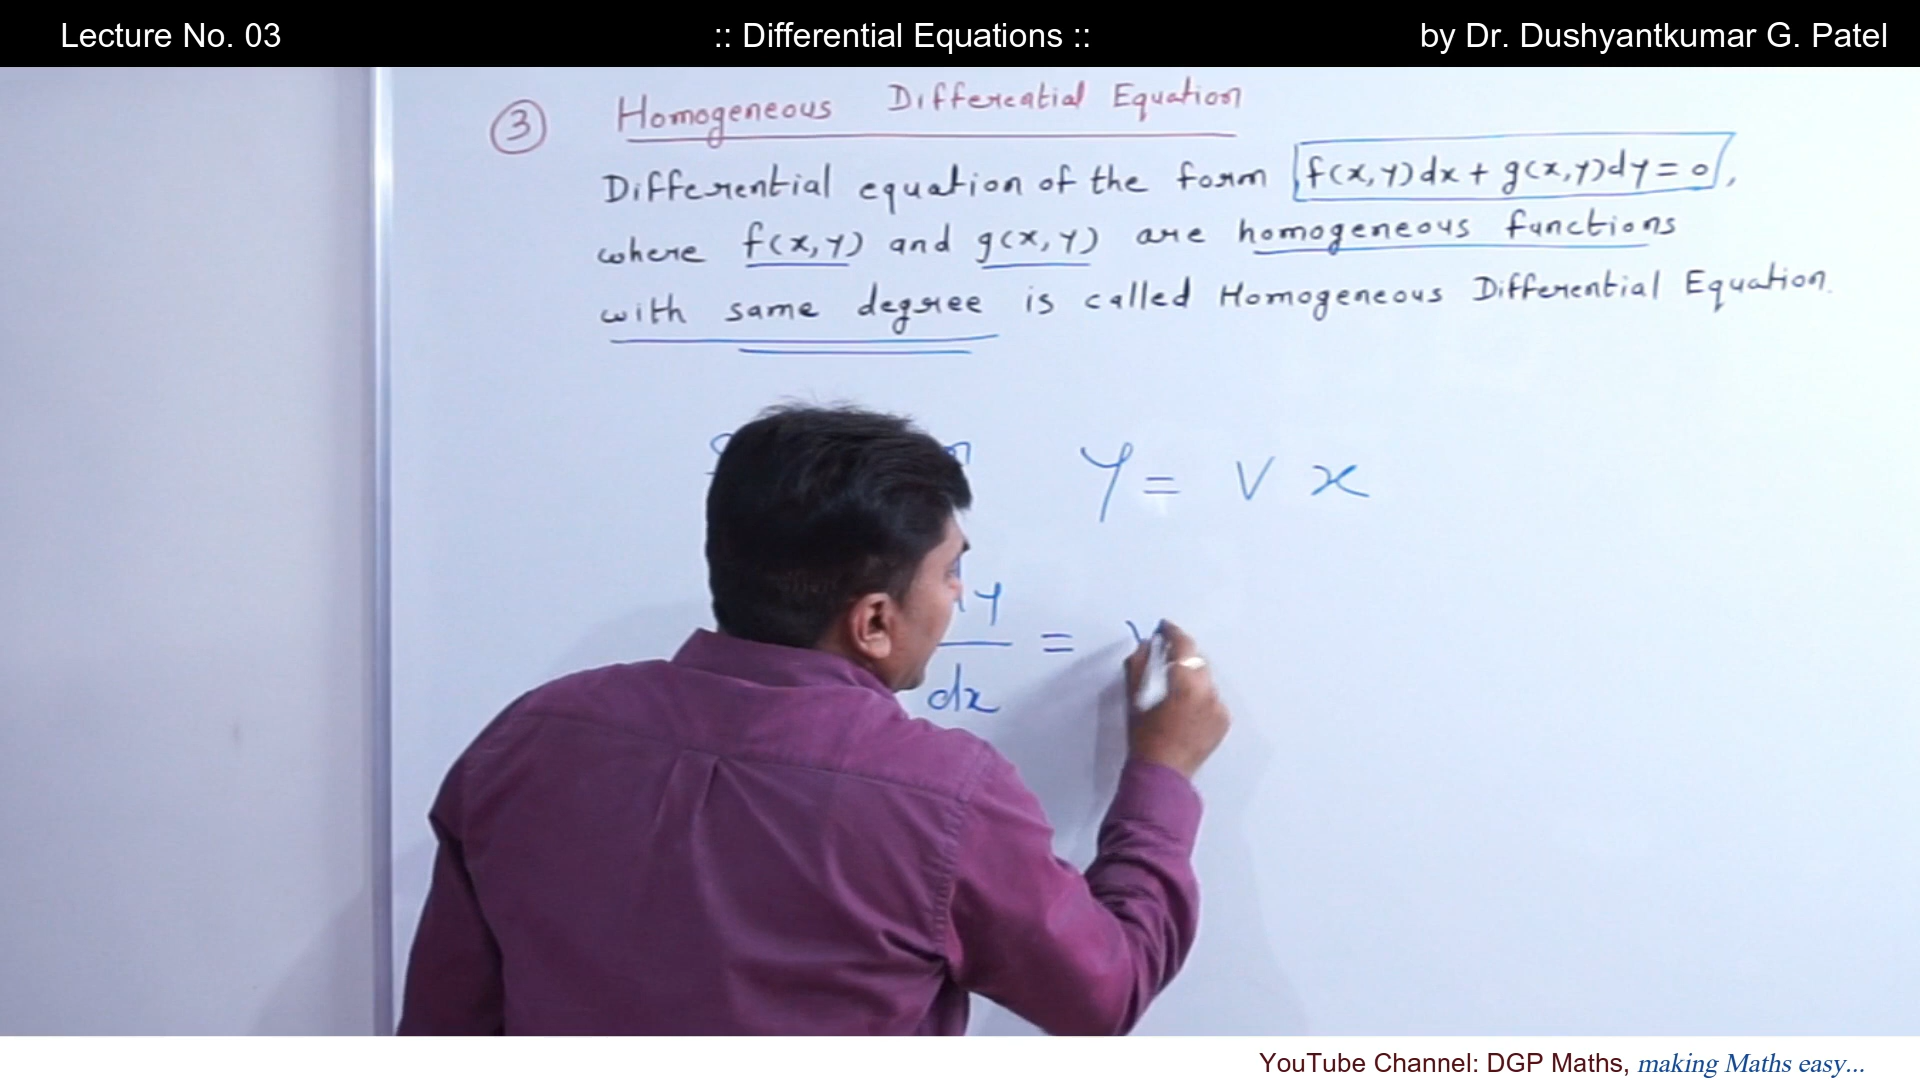 Lecture No. 03 :: Differential Equations :: by Dr. Dushyantkumar G. Patel
③ Homogeneous Differential Equation
Differential equation of the form f(x,y)dx + g(x,y)dy = 0,
where f(x,y) and g(x,y) are homogeneous functions
with same degree is called Homogeneous Differential Equation.
y = v x
dy
=
dx
YouTube Channel: DGP Maths, making Maths easy...